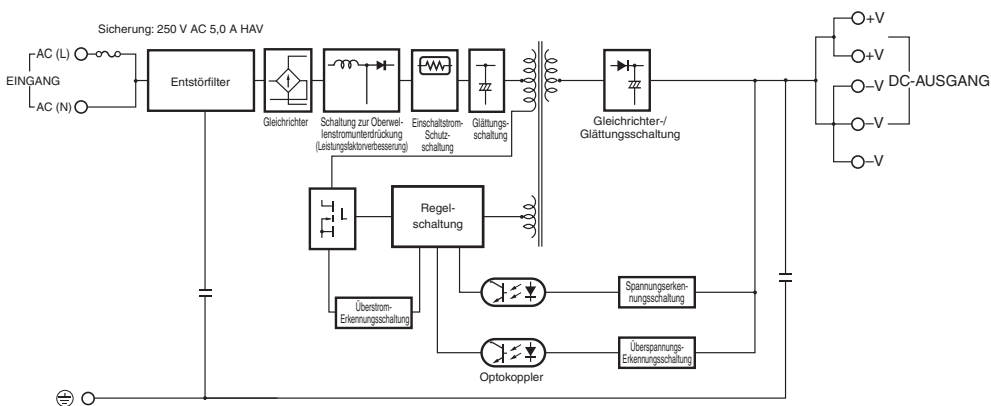 Sicherung: 250 V AC 5,0 A HAV
AC (L)
EINGANG
AC (N)
Entstörfilter
Gleichrichter
Schaltung zur Oberwel-
lenstromunterdrückung
(Leistungsfaktorverbesserung)
Einschaltstrom-
Schutz-
schaltung
Glättungs-
schaltung
Gleichrichter-/
Glättungsschaltung
+V
+V
–V
DC-AUSGANG
–V
–V
Regel-
schaltung
Überstrom-
Erkennungsschaltung
Spannungserken-
nungsschaltung
Überspannungs-
Erkennungsschaltung
Optokoppler